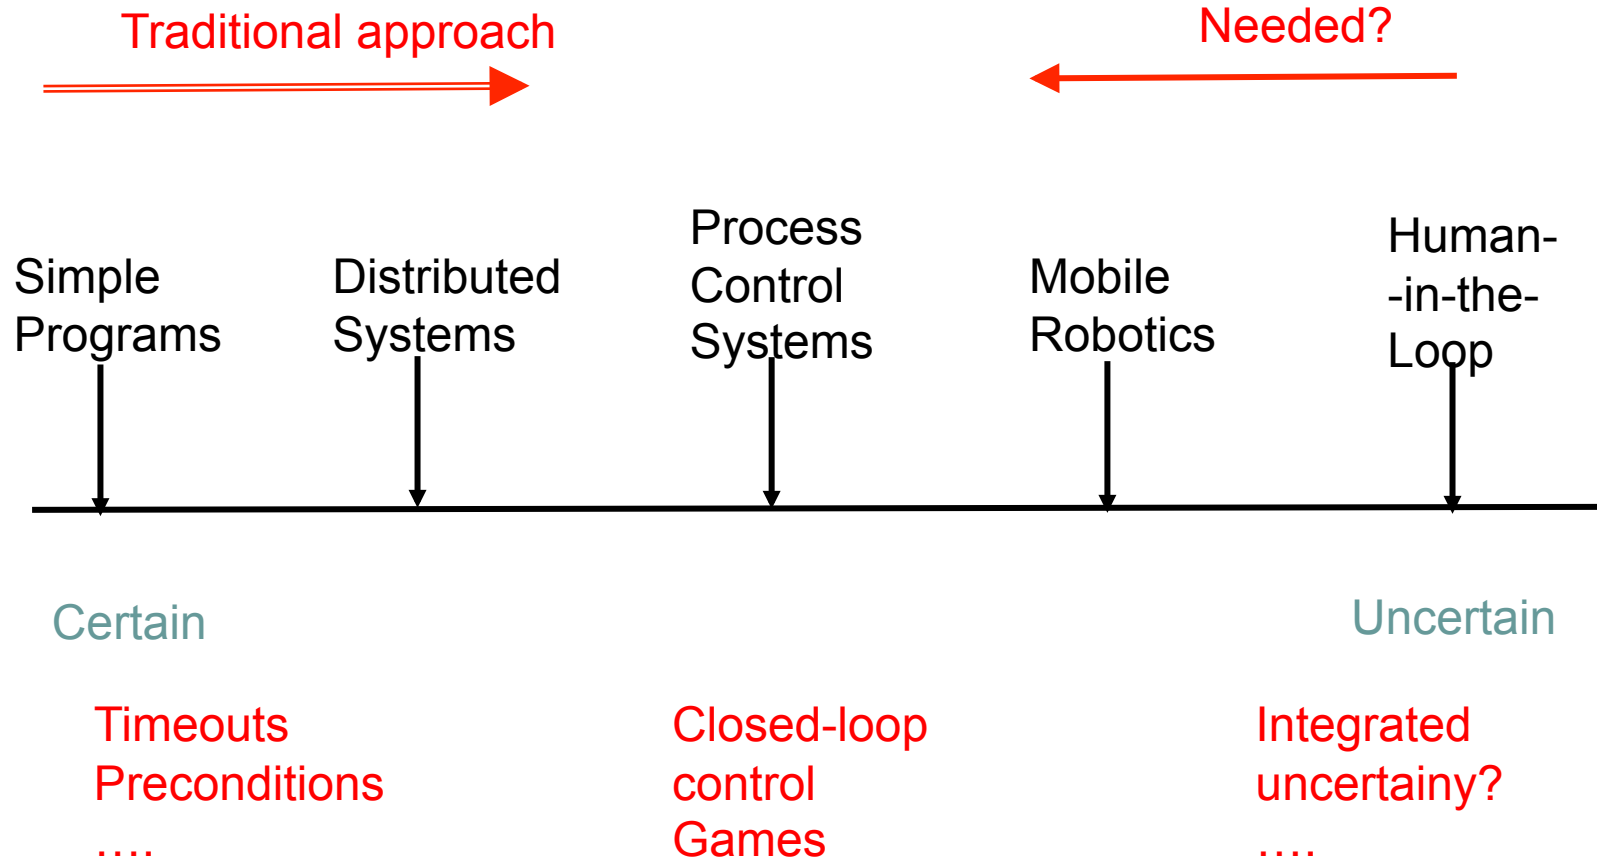 Traditional approach
Needed?
Simple
Programs
Distributed
Systems
Process
Control
Systems
Mobile
Robotics
Human-
-in-the-
Loop
Certain
Uncertain
Timeouts
Preconditions
….
Closed-loop
control
Games
Integrated
uncertainy?
….